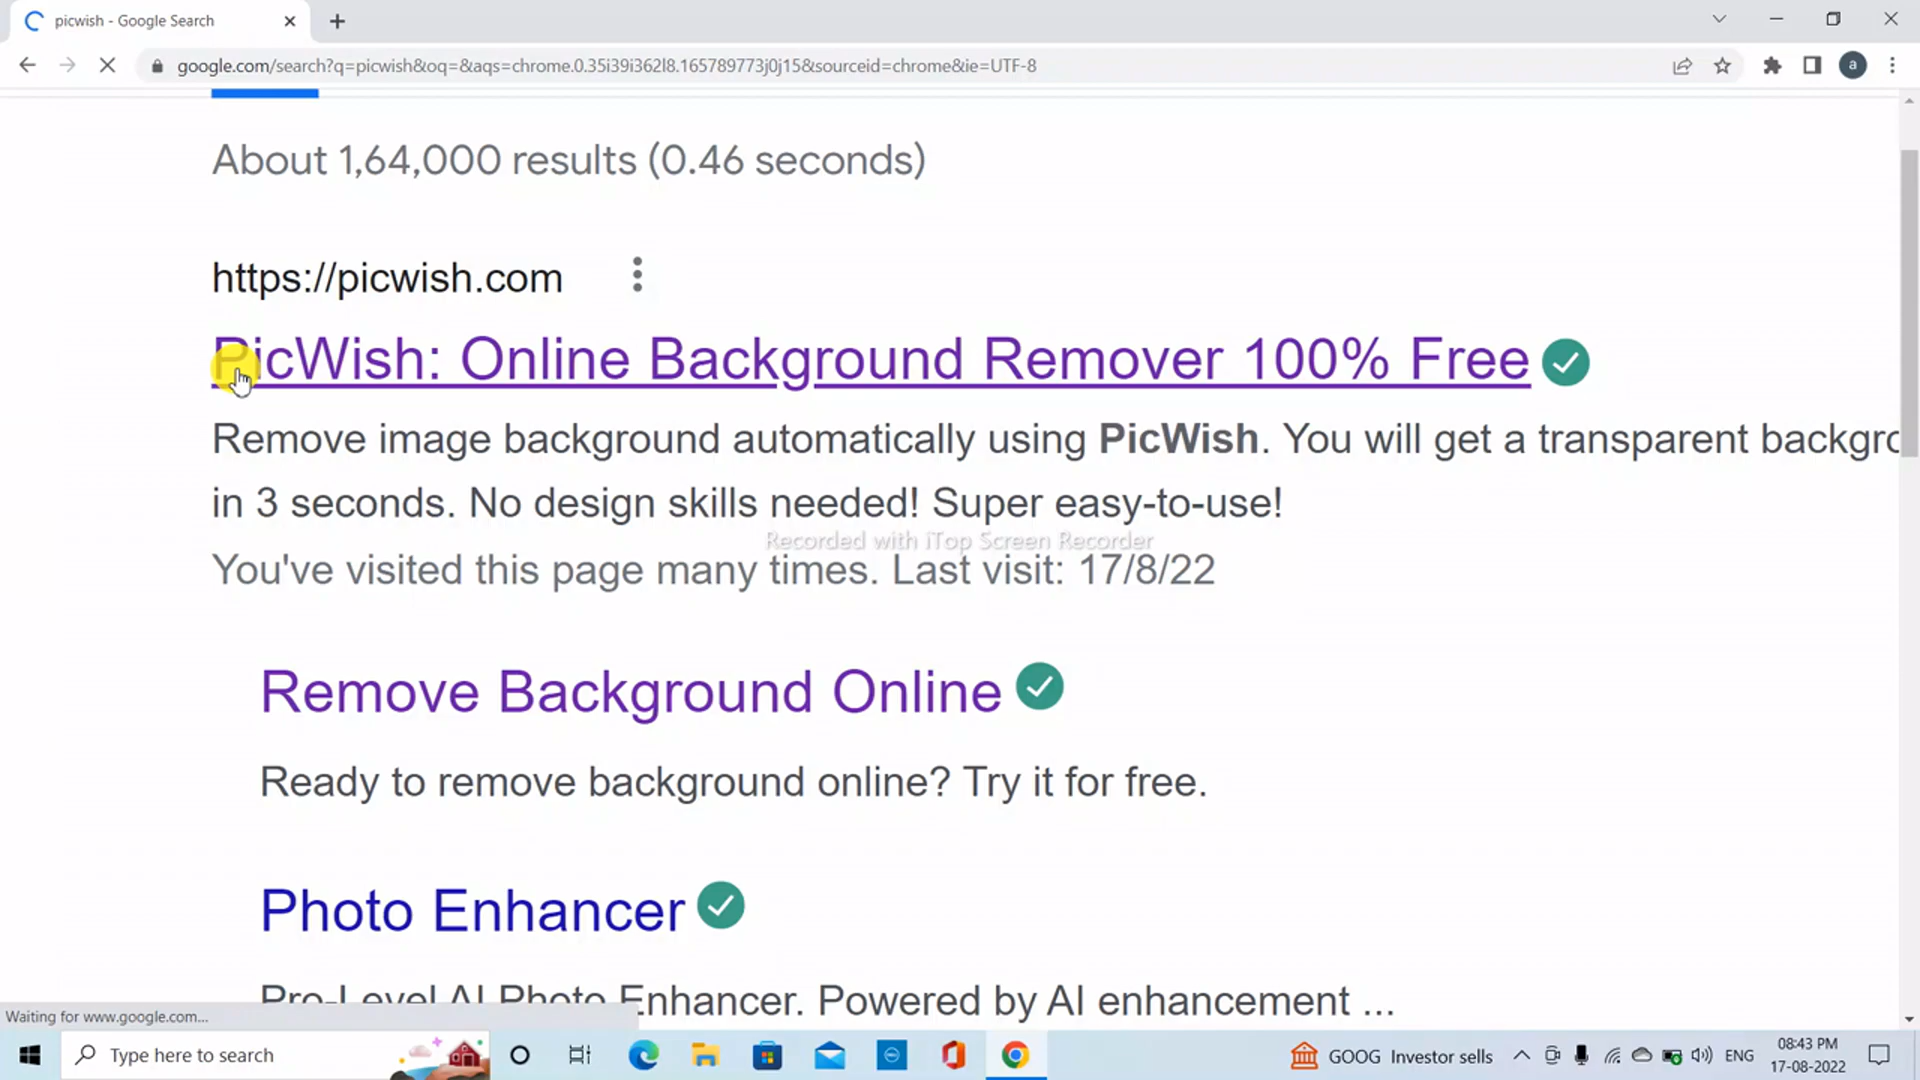 picwish - Google Search
google.com/search?q=picwish&oq=&aqs=chrome.0.35i39i362l8.165789773j0j15&sourceid=chrome&ie=UTF-8
a
About 1,64,000 results (0.46 seconds)
https://picwish.com
PicWish: Online Background Remover 100% Free
Remove image background automatically using PicWish. You will get a transparent backgro
in 3 seconds. No design skills needed! Super easy-to-use!
Recorded with iTop Screen Recorder
You've visited this page many times. Last visit: 17/8/22
Remove Background Online
Ready to remove background online? Try it for free.
Photo Enhancer
Pro-Level AI Photo Enhancer. Powered by AI enhancement ...
Waiting for www.google.com...
Type here to search
GOOG Investor sells
ENG
08:43 PM
17-08-2022